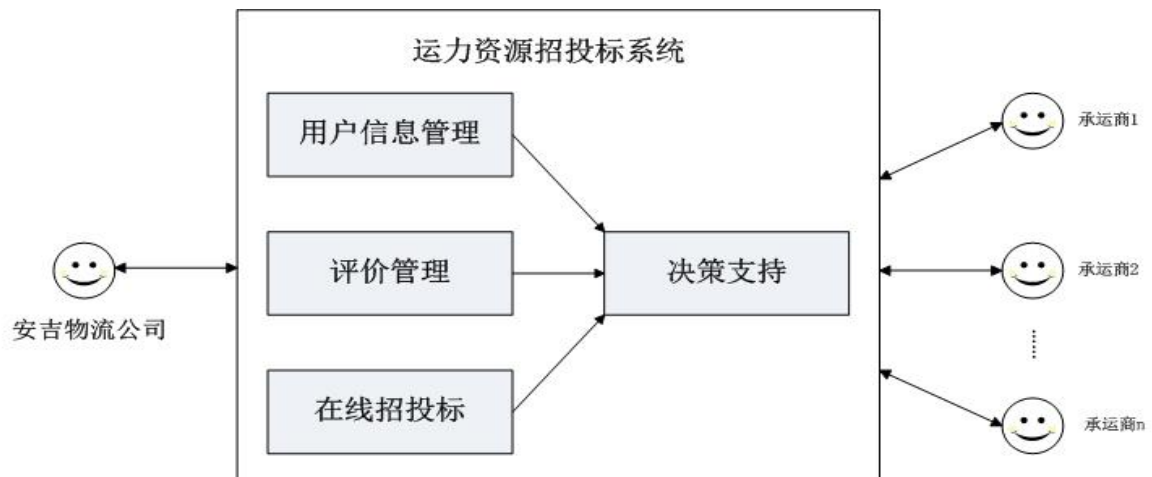 运力资源招投标系统
用户信息管理
承运商1
评价管理
决策支持
承运商2
安吉物流公司
在线招投标
承运商n